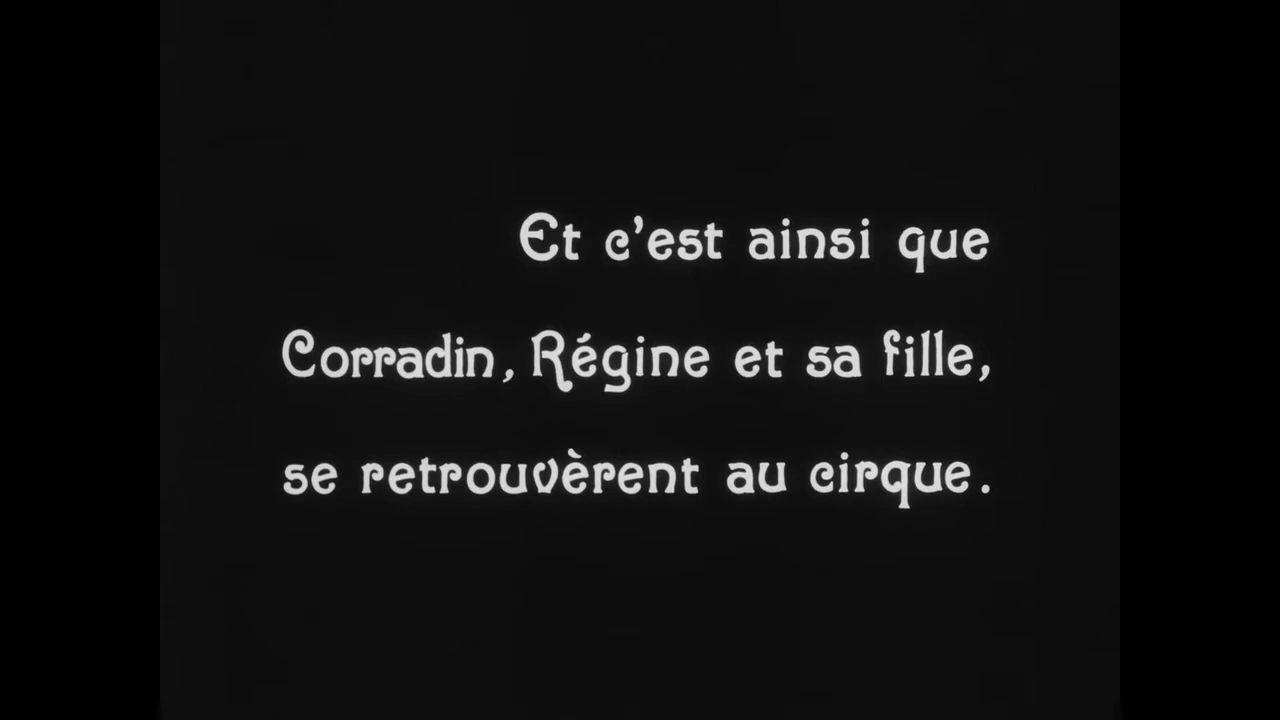 Et c'est ainsi que
Corradin, Régine et sa fille,
se retrouvèrent au cirque.